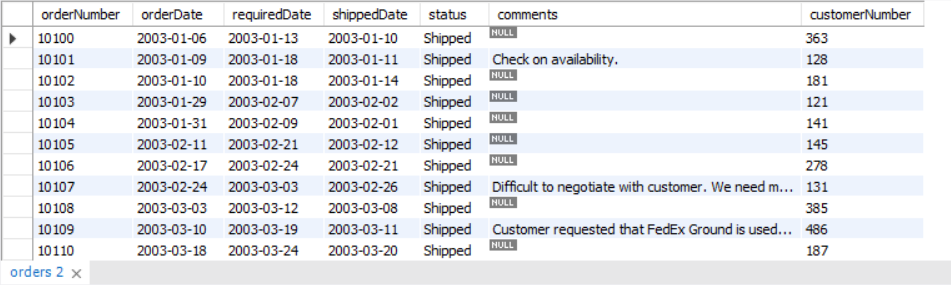 orderNumber orderDate requiredDate shippedDate status comments customerNumber
10100 2003-01-06 2003-01-13 2003-01-10 Shipped NULL 363
10101 2003-01-09 2003-01-18 2003-01-11 Shipped Check on availability. 128
10102 2003-01-10 2003-01-18 2003-01-14 Shipped NULL 181
10103 2003-01-29 2003-02-07 2003-02-02 Shipped NULL 121
10104 2003-01-31 2003-02-09 2003-02-01 Shipped NULL 141
10105 2003-02-11 2003-02-21 2003-02-12 Shipped NULL 145
10106 2003-02-17 2003-02-24 2003-02-21 Shipped NULL 278
10107 2003-02-24 2003-03-03 2003-02-26 Shipped Difficult to negotiate with customer. We need m... 131
10108 2003-03-03 2003-03-12 2003-03-08 Shipped NULL 385
10109 2003-03-10 2003-03-19 2003-03-11 Shipped Customer requested that FedEx Ground is used... 486
10110 2003-03-18 2003-03-24 2003-03-20 Shipped NULL 187
orders 2